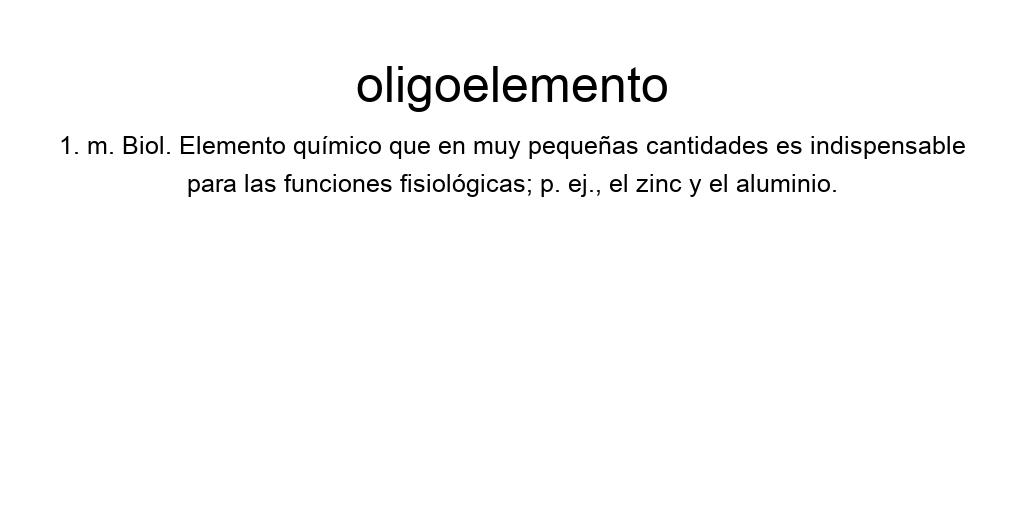 oligoelemento
1. m. Biol. Elemento químico que en muy pequeñas cantidades es indispensable
para las funciones fisiológicas; p. ej., el zinc y el aluminio.